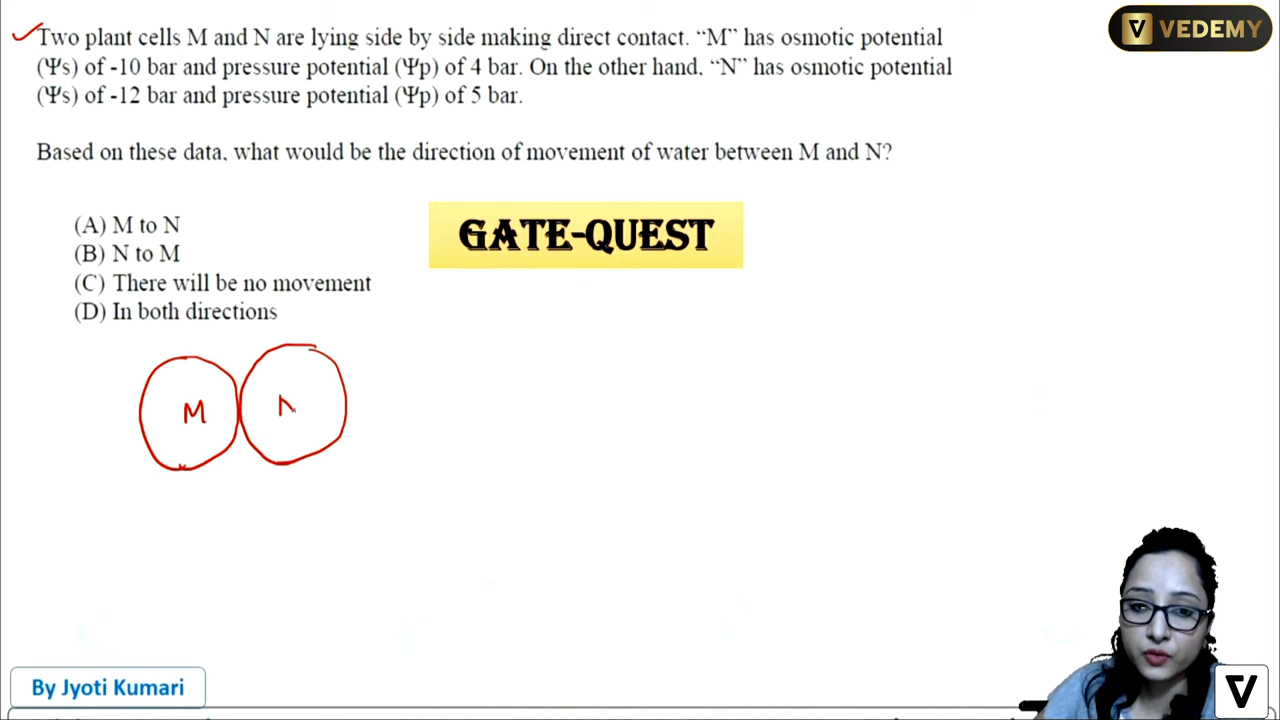 Two plant cells M and N are lying side by side making direct contact. “M” has osmotic potential
(Ψs) of -10 bar and pressure potential (Ψp) of 4 bar. On the other hand, “N” has osmotic potential
(Ψs) of -12 bar and pressure potential (Ψp) of 5 bar.
Based on these data, what would be the direction of movement of water between M and N?
(A) M to N
(B) N to M
(C) There will be no movement
(D) In both directions
GATE-QUEST
VEDEMY
M
By Jyoti Kumari